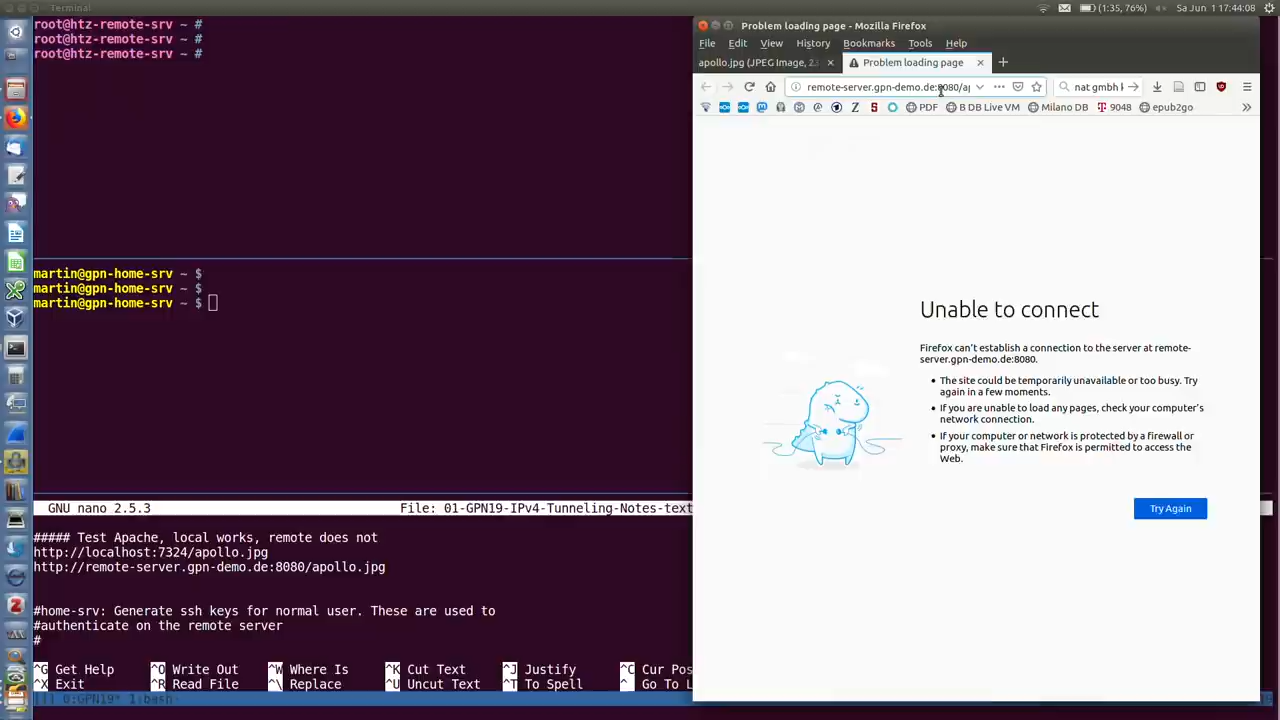 Terminal
(1:35, 76%) Sa Jun 1 17:44:08
root@htz-remote-srv ~ #
root@htz-remote-srv ~ #
root@htz-remote-srv ~ #
martin@gpn-home-srv ~ $
martin@gpn-home-srv ~ $
martin@gpn-home-srv ~ $
GNU nano 2.5.3 File: 01-GPN19-IPv4-Tunneling-Notes-text
##### Test Apache, local works, remote does not
http://localhost:7324/apollo.jpg
http://remote-server.gpn-demo.de:8080/apollo.jpg
#home-srv: Generate ssh keys for normal user. These are used to
#authenticate on the remote server
#
^G Get Help ^O Write Out ^W Where Is ^K Cut Text ^J Justify ^C Cur Pos
^X Exit ^R Read File ^\ Replace ^U Uncut Text ^T To Spell ^_ Go To L
0:GPN19* 1:bash-
Problem loading page - Mozilla Firefox
File Edit View History Bookmarks Tools Help
apollo.jpg (JPEG Image, 2. Problem loading page
remote-server.gpn-demo.de:8080/ap nat gmbh
PDF B DB Live VM Milano DB 9048 epub2go
Unable to connect
Firefox can’t establish a connection to the server at remote-
server.gpn-demo.de:8080.
The site could be temporarily unavailable or too busy. Try
again in a few moments.
If you are unable to load any pages, check your computer’s
network connection.
If your computer or network is protected by a firewall or
proxy, make sure that Firefox is permitted to access the
Web.
Try Again